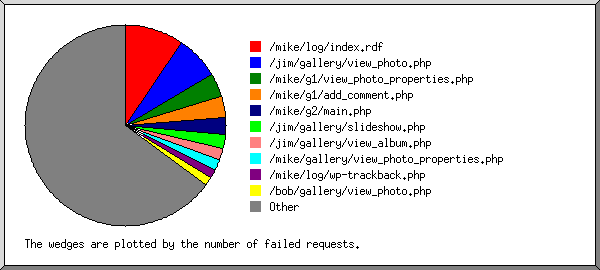 /mike/log/index.rdf
/jim/gallery/view_photo.php
/mike/g1/view_photo_properties.php
/mike/g1/add_comment.php
/mike/g2/main.php
/jim/gallery/slideshow.php
/jim/gallery/view_album.php
/mike/gallery/view_photo_properties.php
/mike/log/wp-trackback.php
/bob/gallery/view_photo.php
Other
The wedges are plotted by the number of failed requests.